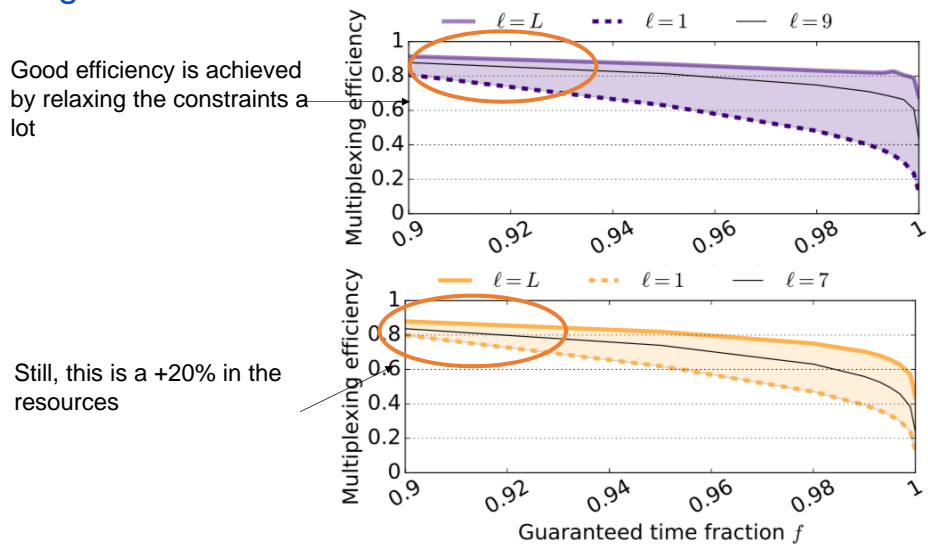 ℓ = L ℓ = 1 ℓ = 9
Good efficiency is achieved
by relaxing the constraints a
lot
Multiplexing efficiency
1
0.8
0.6
0.4
0.2
0
0.9 0.92 0.94 0.96 0.98 1
ℓ = L ℓ = 1 ℓ = 7
Still, this is a +20% in the
resources
Multiplexing efficiency
1
0.8
0.6
0.4
0.2
0
0.9 0.92 0.94 0.96 0.98 1
Guaranteed time fraction f